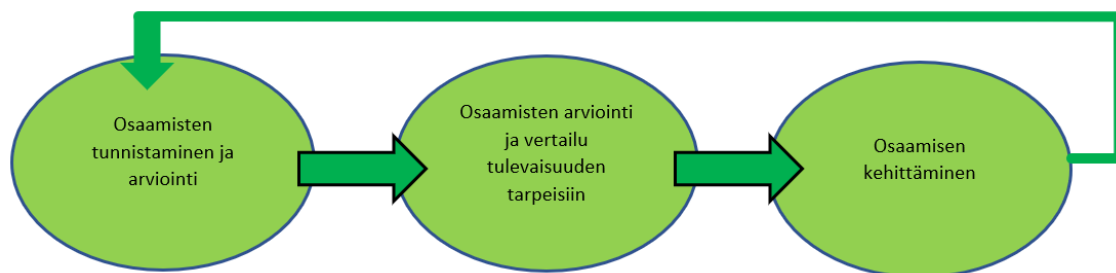 Osaamisten
tunnistaminen ja
arviointi
Osaamisten arviointi
ja vertailu
tulevaisuuden
tarpeisiin
Osaamisen
kehittäminen